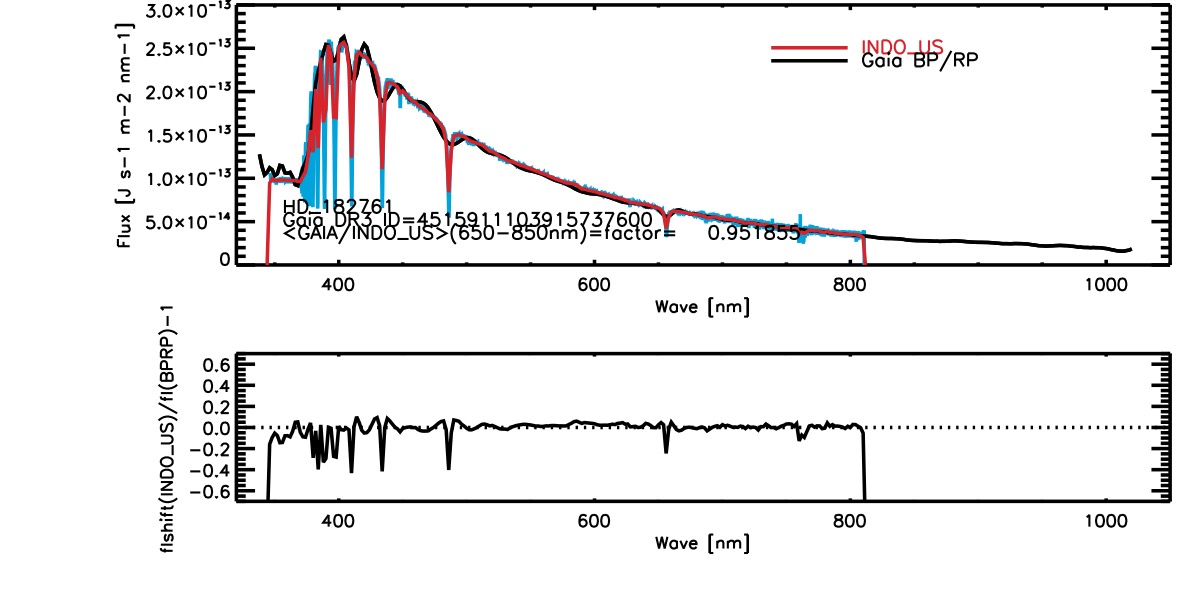 3.0×10−13
2.5×10−13
2.0×10−13
1.5×10−13
1.0×10−13
5.0×10−14
0
Flux [J s−1 m−2 nm−1]
INDO_US
Gaia BP/RP
HD_182761
Gaia DR3 ID=4515911103915737600
<GAIA/INDO_US>(650−850nm)=factor= 0.951855
400 600 800 1000
Wave [nm]
0.6
0.4
0.2
0.0
−0.2
−0.4
−0.6
flshift(INDO_US)/fl(BPRP)−1
400 600 800 1000
Wave [nm]